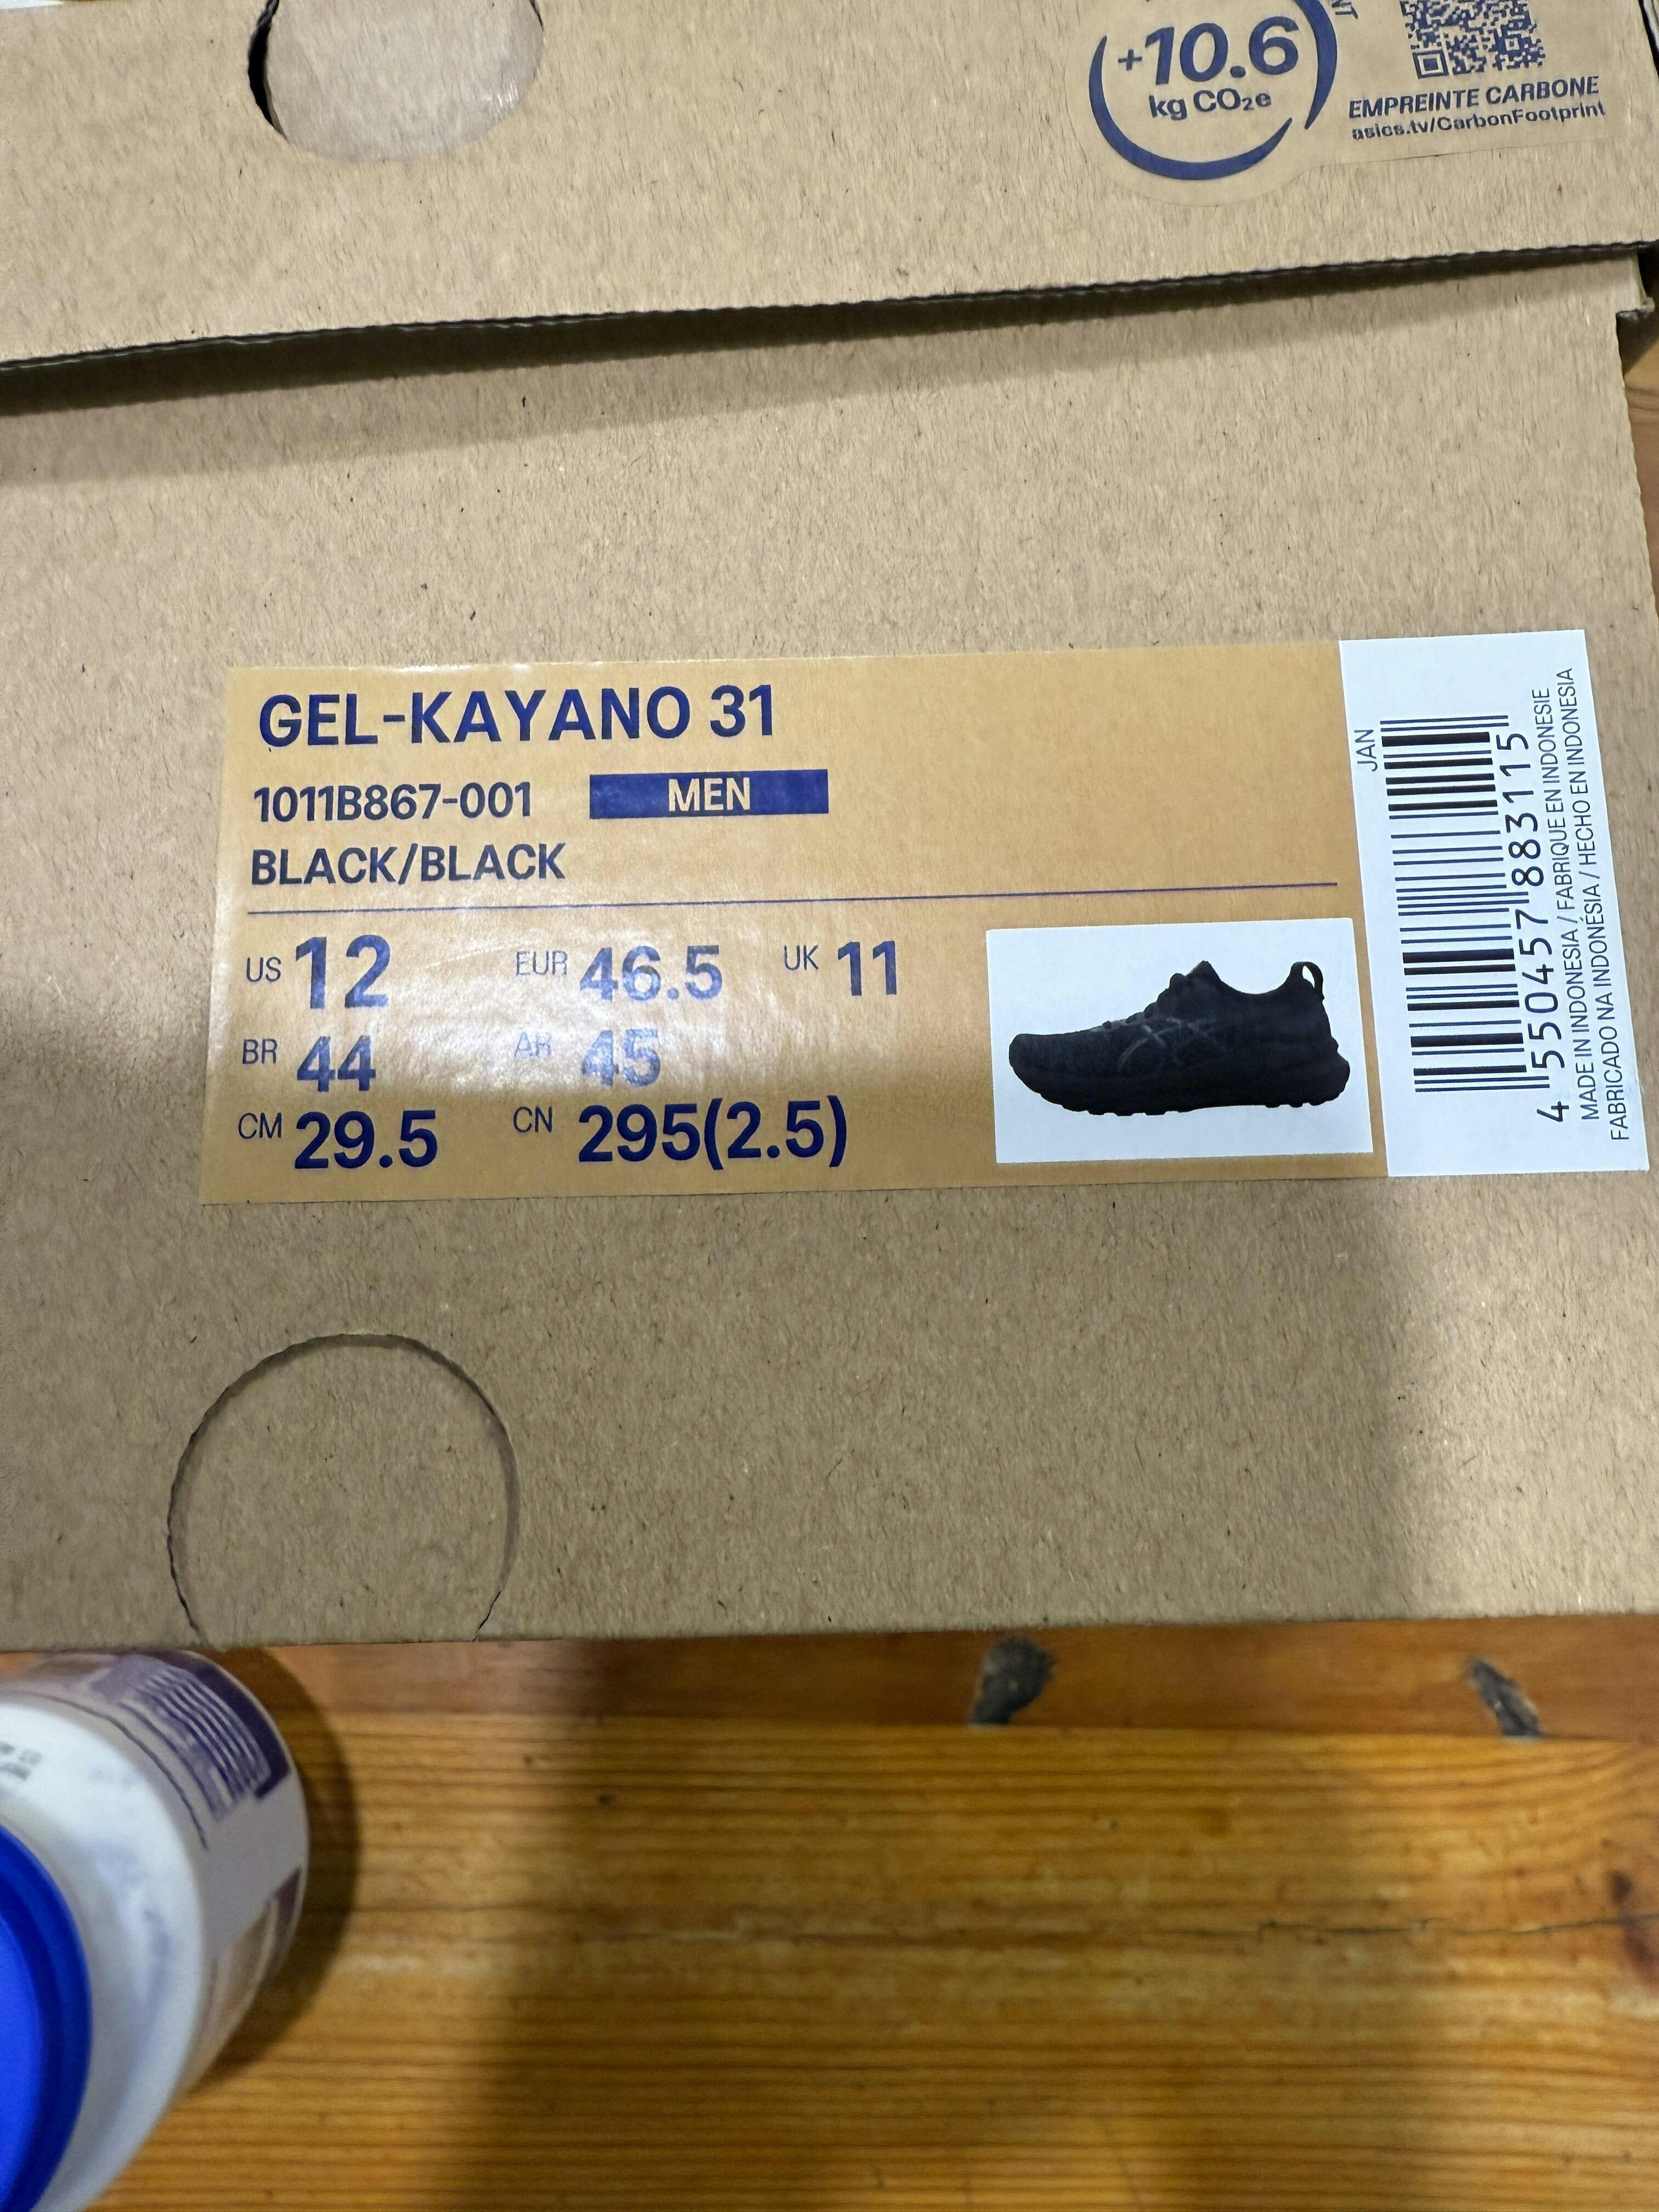 +10.6
kg CO₂e
EMPREINTE CARBONE
asics.tv/CarbonFootprint
GEL-KAYANO 31
1011B867-001 MEN
BLACK/BLACK
US 12 EUR 46.5 UK 11
BR 44 AR 45
CM 29.5 CN 295(2.5)
JAN
4 550457 883115
MADE IN INDONESIA / FABRIQUE EN INDONESIE
FABRICADO NA INDONÉSIA / HECHO EN INDONESIA